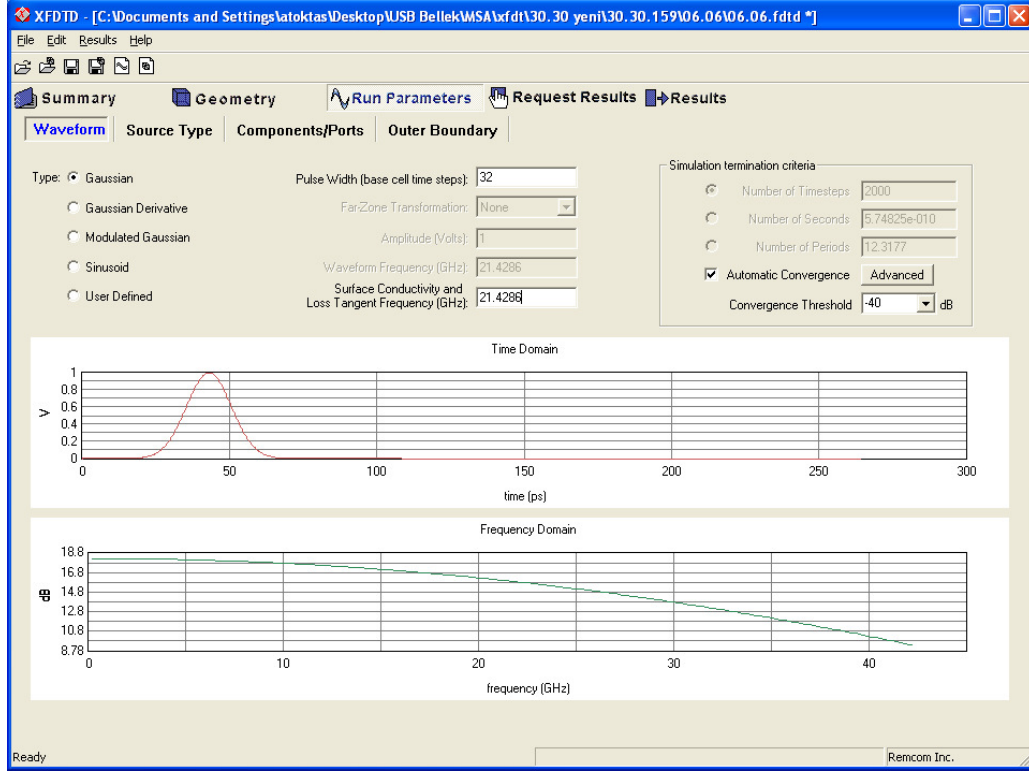 XFDTD - [C:\Documents and Settings\atoktas\Desktop\USB Bellek\MSA\xfdt\30.30 yeni\30.30.159\06.06\06.06.fdtd *]
File Edit Results Help
Summary Geometry Run Parameters Request Results Results
Waveform Source Type Components/Ports Outer Boundary
Simulation termination criteria
Type: Gaussian Pulse Width (base cell time steps): 32 Number of Timesteps 2000
Gaussian Derivative Far-Zone Transformation: None Number of Seconds 5.74825e-010
Modulated Gaussian Amplitude (Volts): 1 Number of Periods 12.3177
Sinusoid Waveform Frequency (GHz): 21.4286 Automatic Convergence Advanced
User Defined Surface Conductivity and
Loss Tangent Frequency (GHz): 21.4286 Convergence Threshold -40 dB
Time Domain
1
0.8
0.6
0.4
0.2
0
V
0 50 100 150 200 250 300
time (ps)
Frequency Domain
18.8
16.8
14.8
12.8
10.8
8.78
dB
0 10 20 30 40
frequency (GHz)
Ready Remcom Inc.